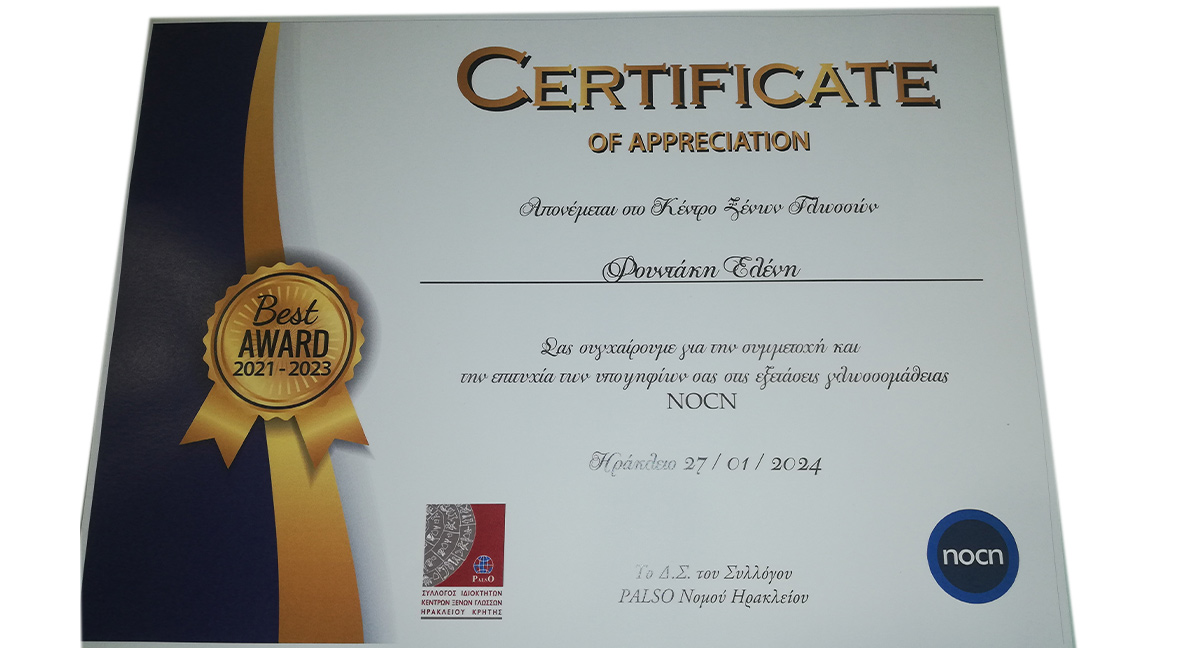 CERTIFICATE
OF APPRECIATION
Απονέμεται στο Κέντρο Ξένων Γλωσσών
Φουντάκη Ελένη
Σας συγχαίρουμε για την συμμετοχή και
την επιτυχία των υποψηφίων σας στις εξετάσεις γλωσσομάθειας
NOCN
Ηράκλειο 27 / 01 / 2024
Best
AWARD
2021 - 2023
PALSO
ΣΥΛΛΟΓΟΣ ΙΔΙΟΚΤΗΤΩΝ
ΚΕΝΤΡΩΝ ΞΕΝΩΝ ΓΛΩΣΣΩΝ
ΗΡΑΚΛΕΙΟΥ ΚΡΗΤΗΣ
Το Δ.Σ. του Συλλόγου
PALSO Νομού Ηρακλείου
nocn